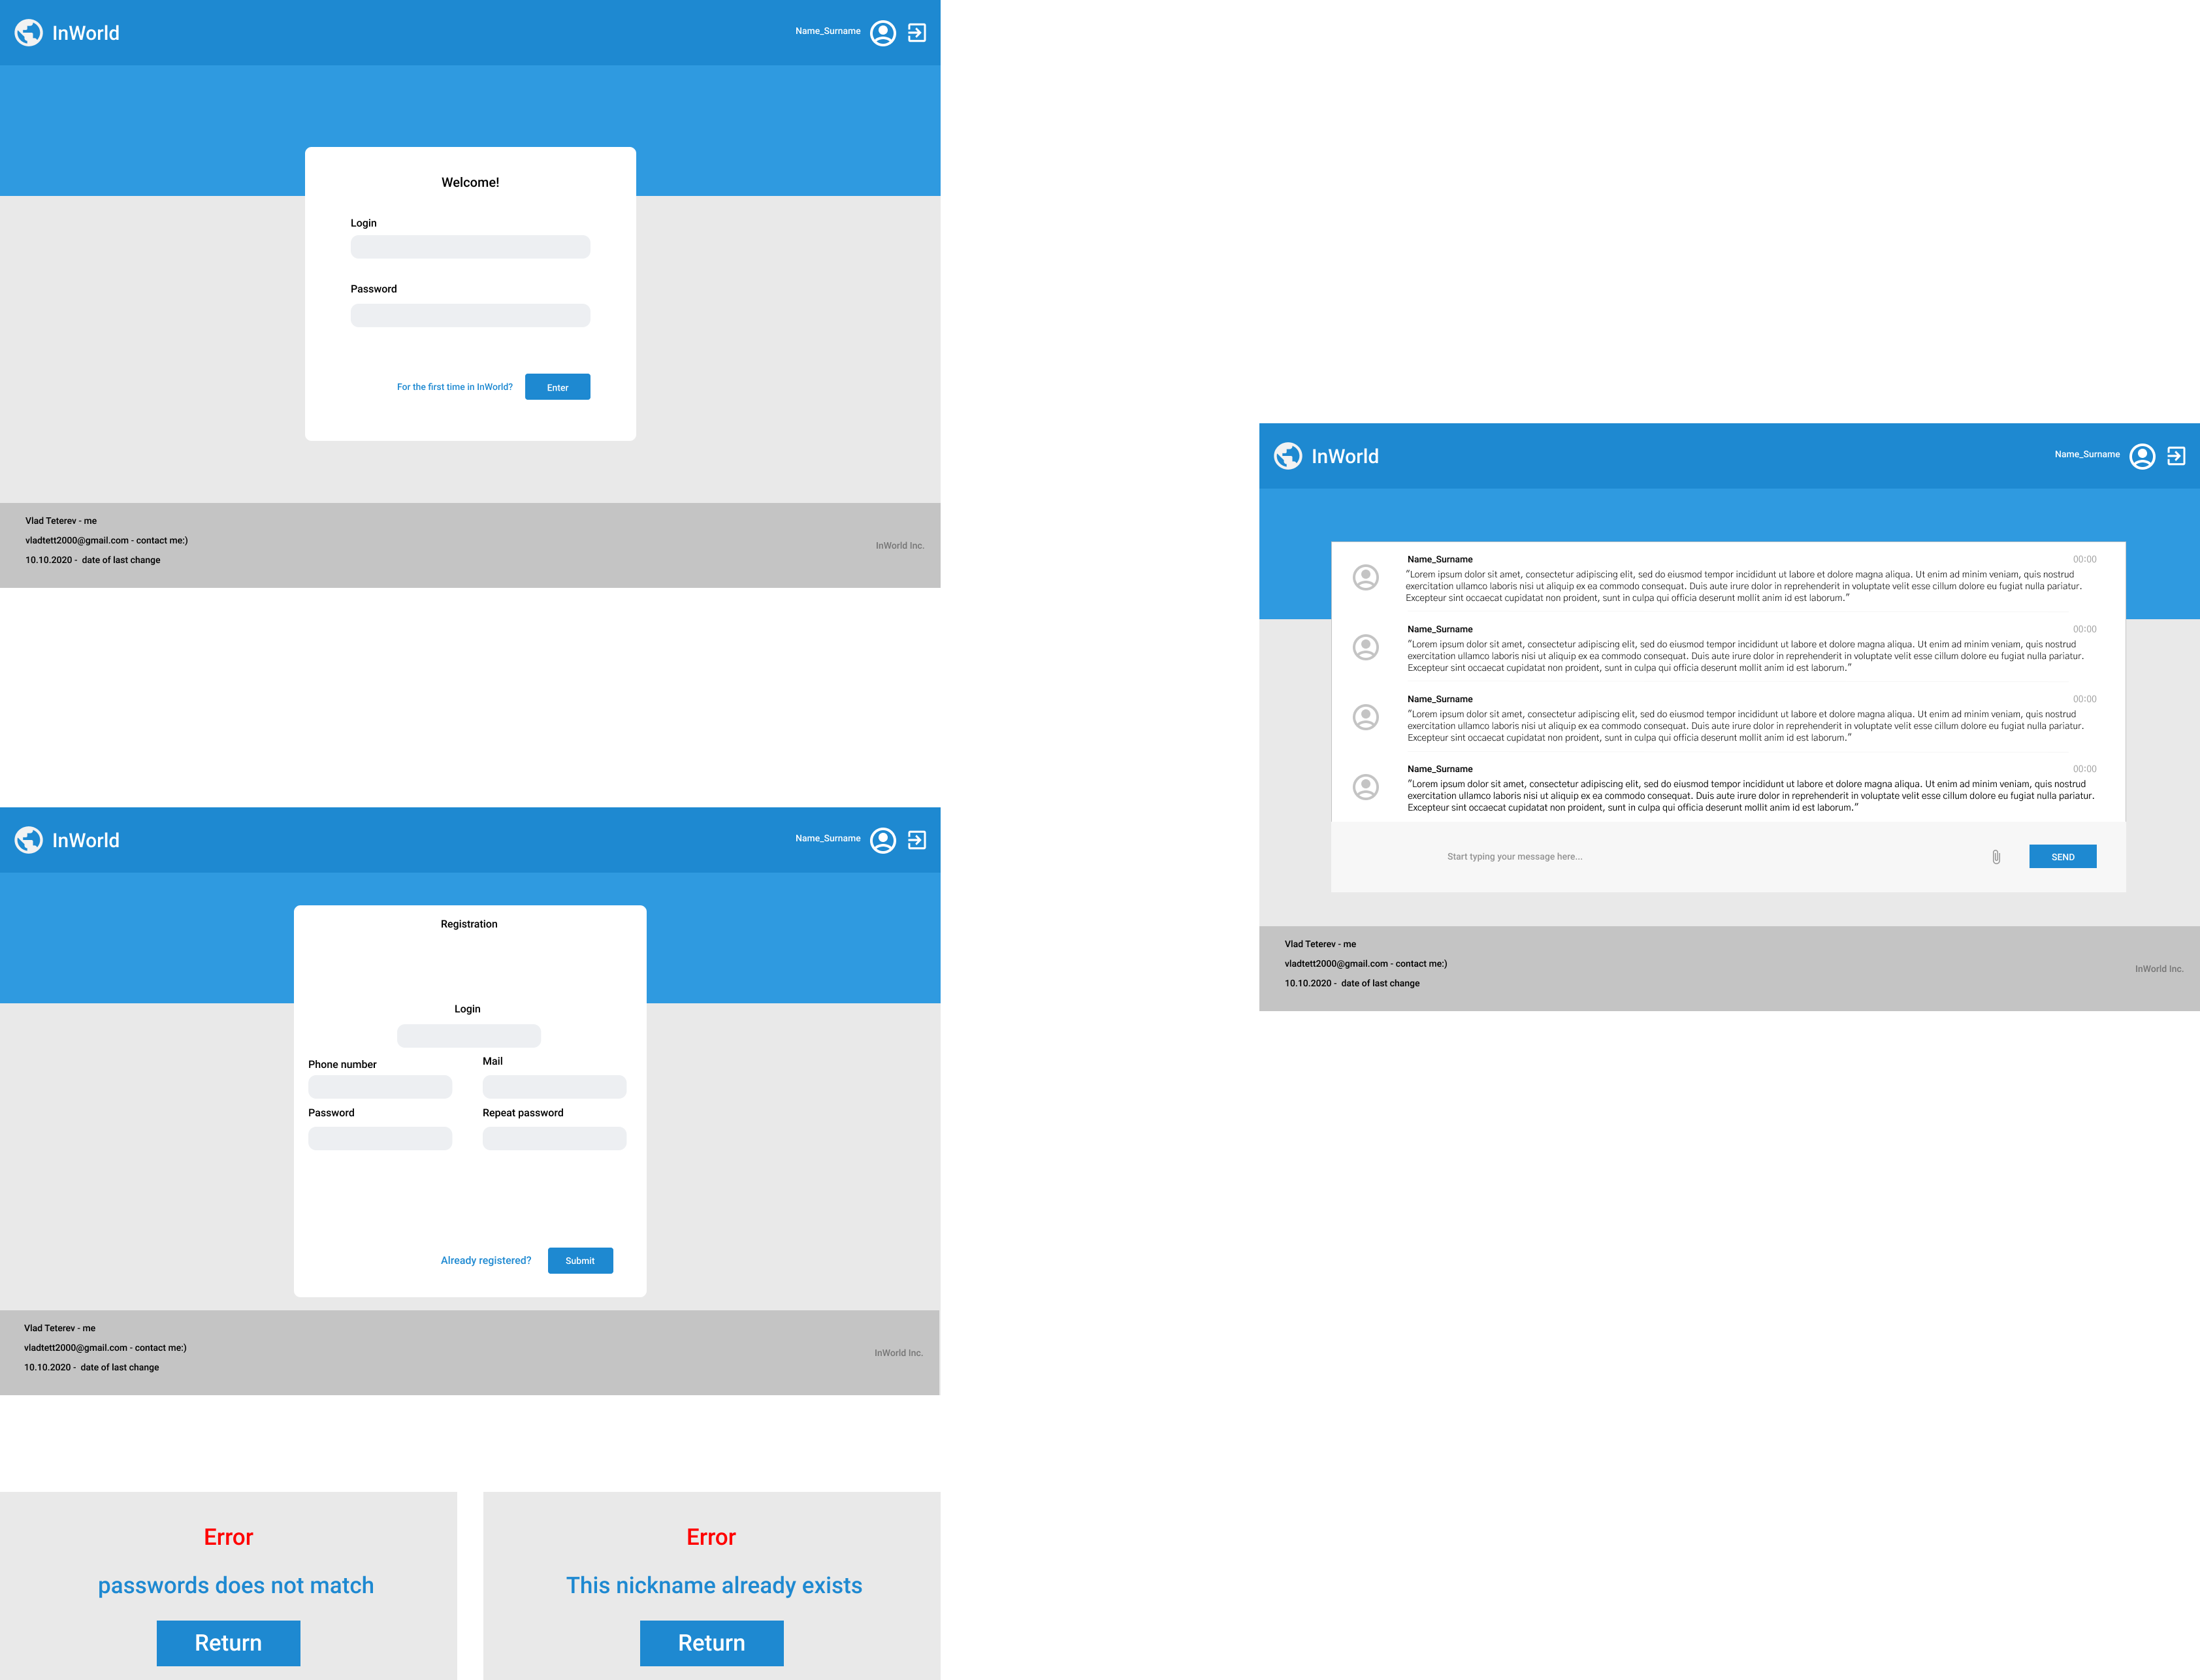 InWorld
Name_Surname
Welcome!
Login
Password
For the first time in InWorld?
Enter
Vlad Teterev - me
vladtett2000@gmail.com - contact me:)
10.10.2020 -  date of last change
InWorld Inc.
InWorld
Name_Surname
Registration
Login
Phone number
Mail
Password
Repeat password
Already registered?
Submit
Vlad Teterev - me
vladtett2000@gmail.com - contact me:)
10.10.2020 -  date of last change
InWorld Inc.
Error
passwords does not match
Return
Error
This nickname already exists
Return
InWorld
Name_Surname
Name_Surname
00:00
"Lorem ipsum dolor sit amet, consectetur adipiscing elit, sed do eiusmod tempor incididunt ut labore et dolore magna aliqua. Ut enim ad minim veniam, quis nostrud
exercitation ullamco laboris nisi ut aliquip ex ea commodo consequat. Duis aute irure dolor in reprehenderit in voluptate velit esse cillum dolore eu fugiat nulla pariatur.
Excepteur sint occaecat cupidatat non proident, sunt in culpa qui officia deserunt mollit anim id est laborum."
Name_Surname
00:00
"Lorem ipsum dolor sit amet, consectetur adipiscing elit, sed do eiusmod tempor incididunt ut labore et dolore magna aliqua. Ut enim ad minim veniam, quis nostrud
exercitation ullamco laboris nisi ut aliquip ex ea commodo consequat. Duis aute irure dolor in reprehenderit in voluptate velit esse cillum dolore eu fugiat nulla pariatur.
Excepteur sint occaecat cupidatat non proident, sunt in culpa qui officia deserunt mollit anim id est laborum."
Name_Surname
00:00
"Lorem ipsum dolor sit amet, consectetur adipiscing elit, sed do eiusmod tempor incididunt ut labore et dolore magna aliqua. Ut enim ad minim veniam, quis nostrud
exercitation ullamco laboris nisi ut aliquip ex ea commodo consequat. Duis aute irure dolor in reprehenderit in voluptate velit esse cillum dolore eu fugiat nulla pariatur.
Excepteur sint occaecat cupidatat non proident, sunt in culpa qui officia deserunt mollit anim id est laborum."
Name_Surname
00:00
"Lorem ipsum dolor sit amet, consectetur adipiscing elit, sed do eiusmod tempor incididunt ut labore et dolore magna aliqua. Ut enim ad minim veniam, quis nostrud
exercitation ullamco laboris nisi ut aliquip ex ea commodo consequat. Duis aute irure dolor in reprehenderit in voluptate velit esse cillum dolore eu fugiat nulla pariatur.
Excepteur sint occaecat cupidatat non proident, sunt in culpa qui officia deserunt mollit anim id est laborum."
Start typing your message here...
SEND
Vlad Teterev - me
vladtett2000@gmail.com - contact me:)
10.10.2020 -  date of last change
InWorld Inc.